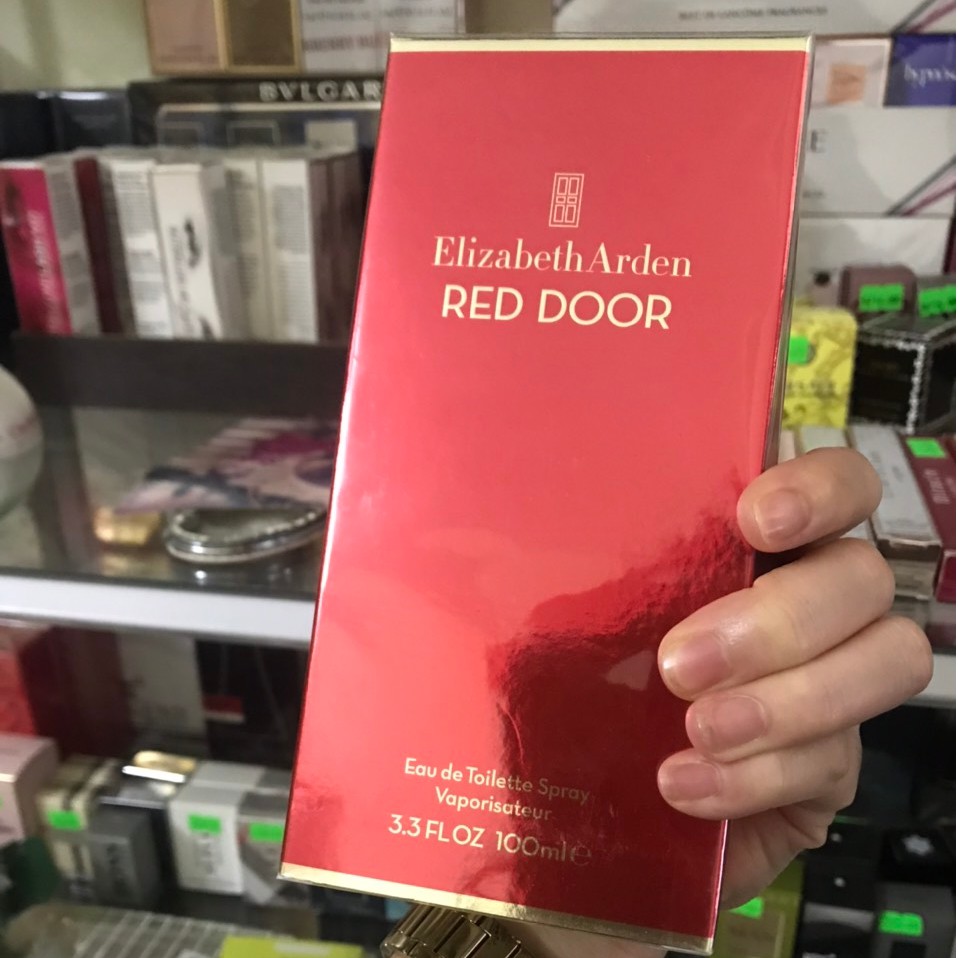 BVLGAR
Elizabeth Arden
RED DOOR
Eau de Toilette Spray
Vaporisateur
3.3 FL OZ 100ml e